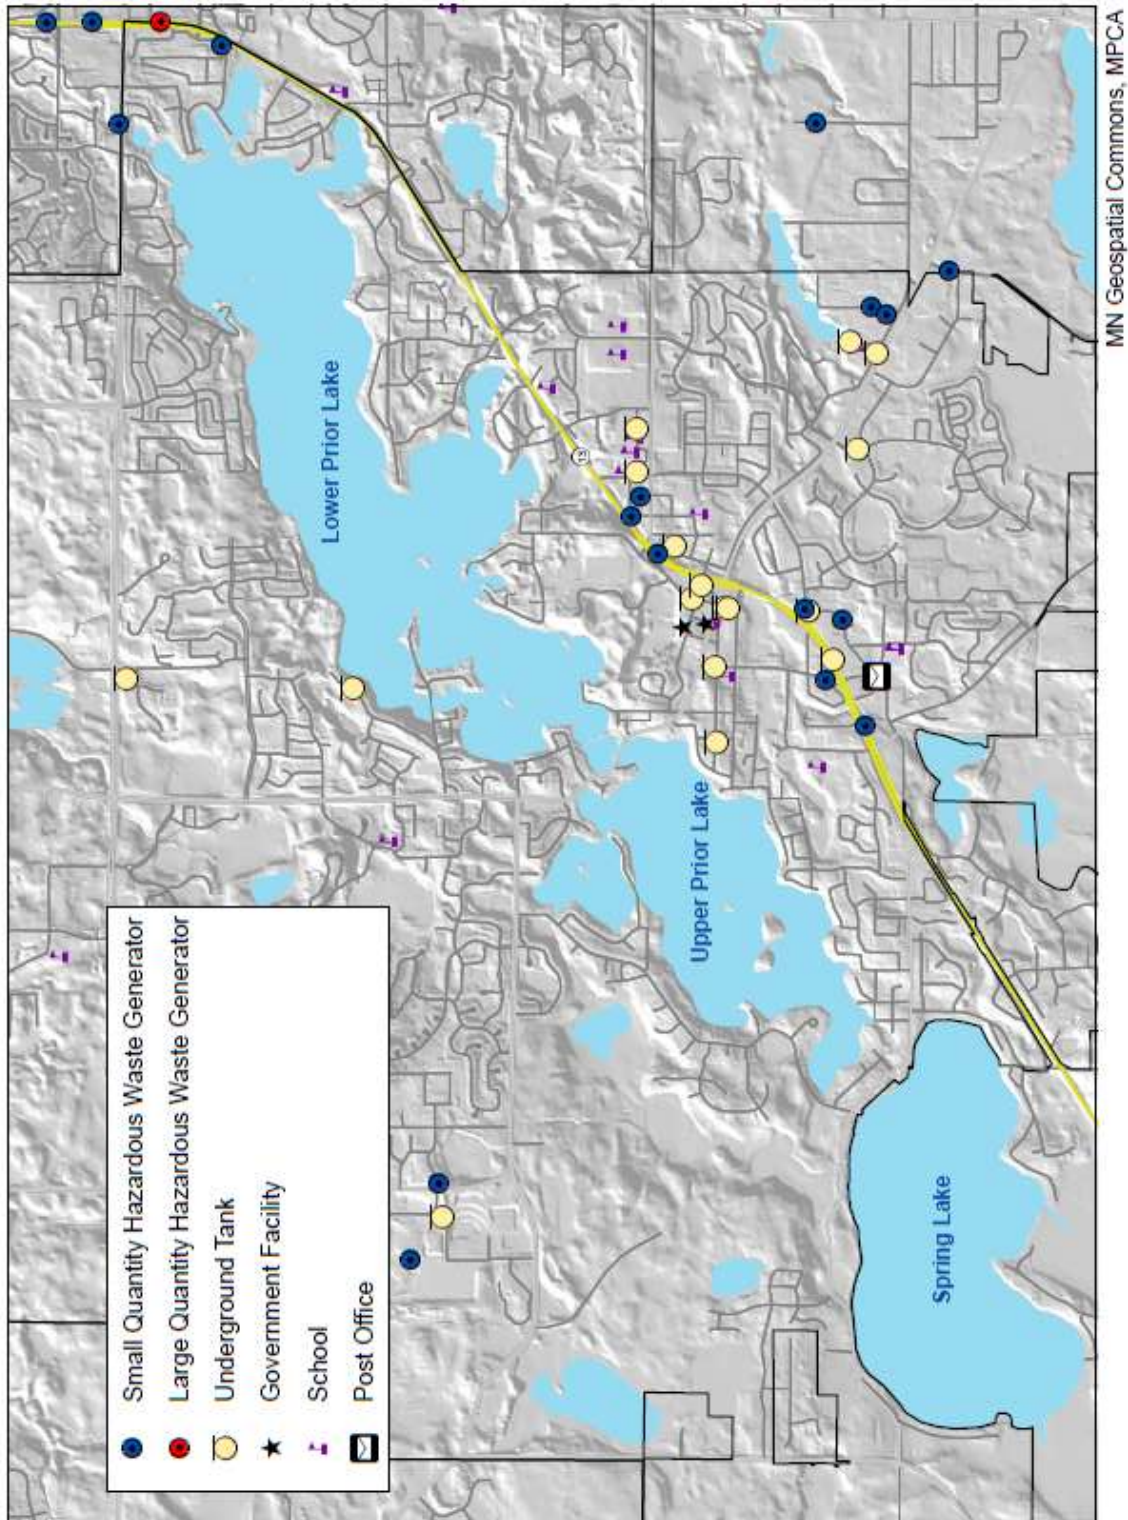 Lower Prior Lake
13
Upper Prior Lake
Spring Lake
Small Quantity Hazardous Waste Generator
Large Quantity Hazardous Waste Generator
Underground Tank
Government Facility
School
Post Office
MN Geospatial Commons, MPCA